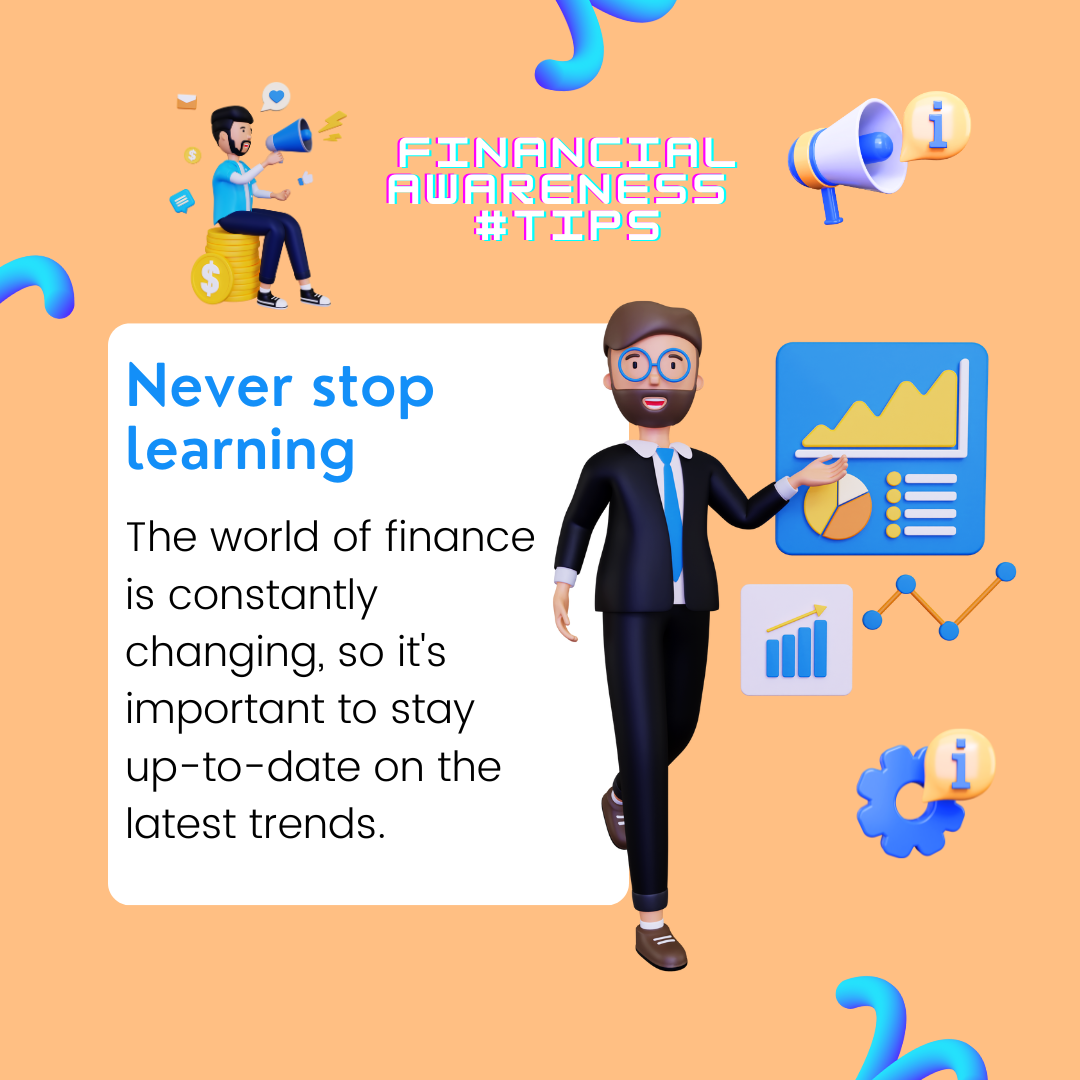 FINANCIAL
AWARENESS
#TIPS
i
$
$
Never stop
learning
The world of finance
is constantly
changing, so it's
important to stay
up-to-date on the
latest trends.
i